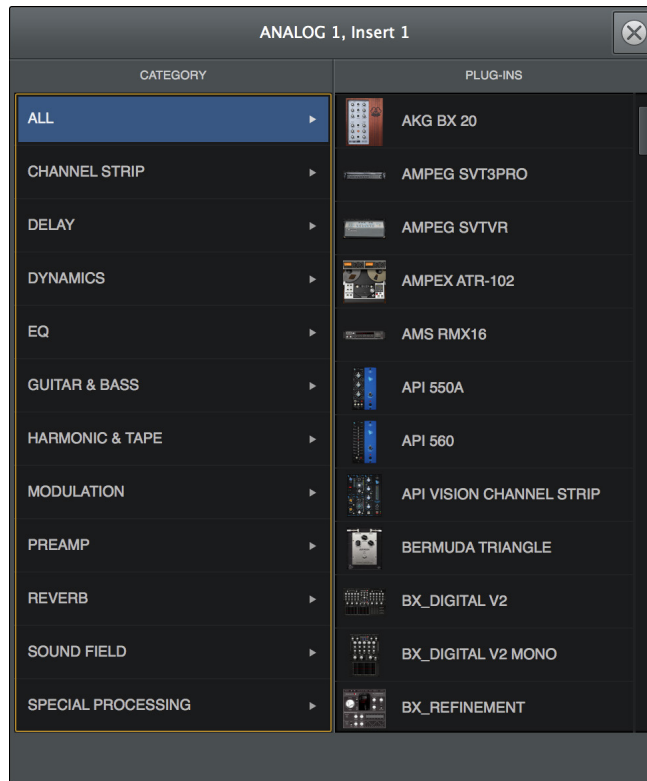 ANALOG 1, Insert 1
CATEGORY
PLUG-INS
ALL
CHANNEL STRIP
DELAY
DYNAMICS
EQ
GUITAR & BASS
HARMONIC & TAPE
MODULATION
PREAMP
REVERB
SOUND FIELD
SPECIAL PROCESSING
AKG BX 20
AMPEG SVT3PRO
AMPEG SVTVR
AMPEX ATR-102
AMS RMX16
API 550A
API 560
API VISION CHANNEL STRIP
BERMUDA TRIANGLE
BX_DIGITAL V2
BX_DIGITAL V2 MONO
BX_REFINEMENT